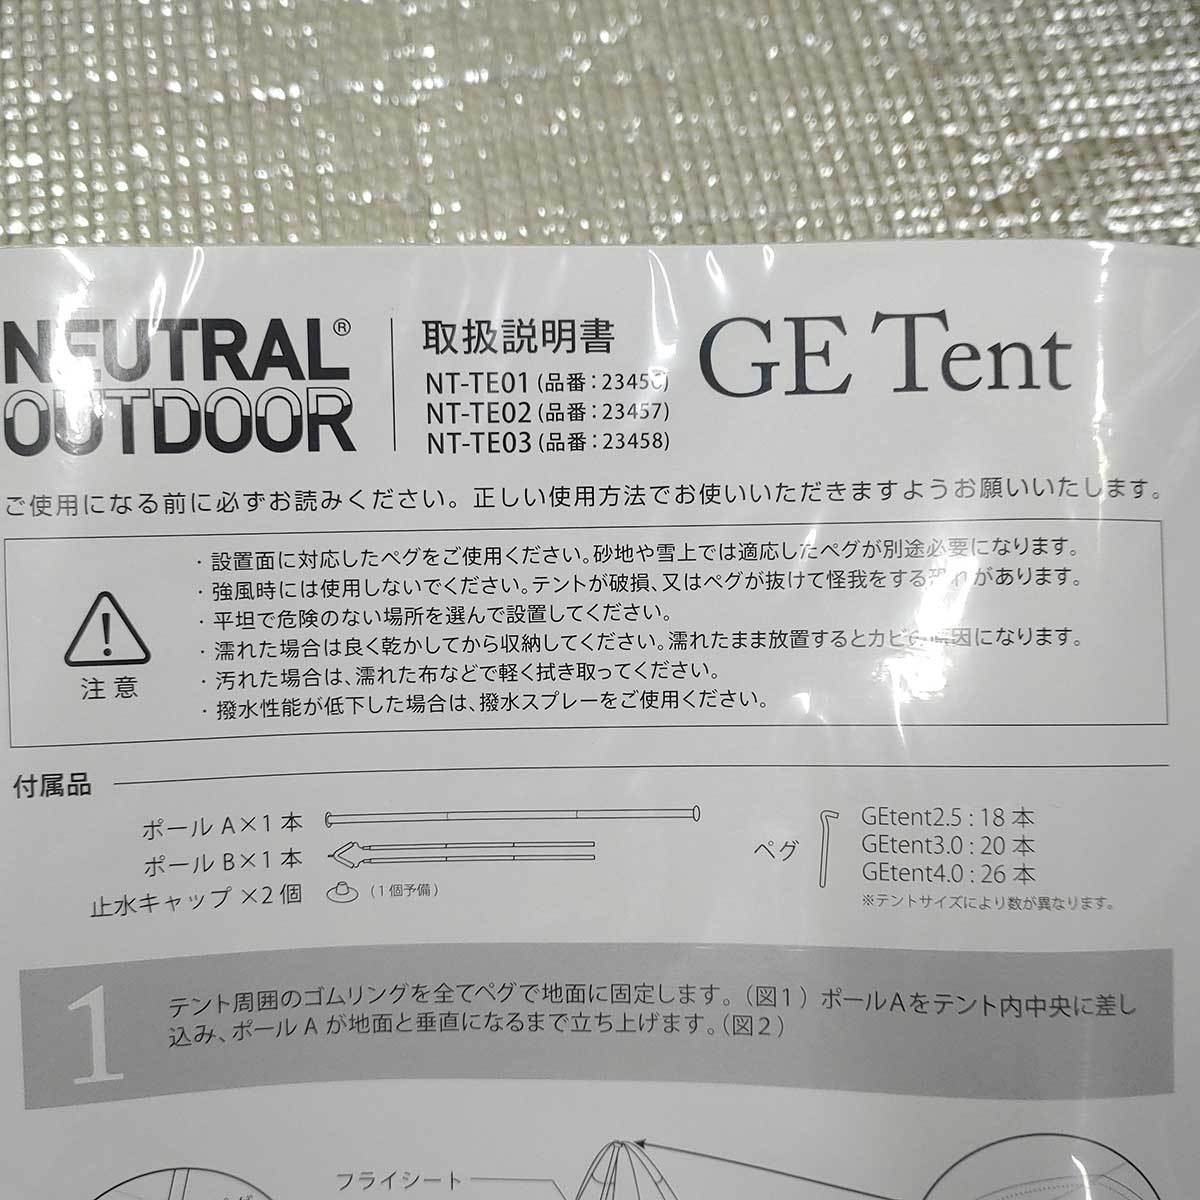 NEUTRAL®
OUTDOOR
取扱説明書
NT-TE01 (品番：2345
NT-TE02 (品番：23457)
NT-TE03 (品番：23458)
GE Tent
ご使用になる前に必ずお読みください。正しい使用方法でお使いいただきますようお願いいたします。
注意
・設置面に対応したペグをご使用ください。砂地や雪上では適応したペグが別途必要になります。
・強風時には使用しないでください。テントが破損、又はペグが抜けて怪我をする恐れがあります。
・平坦で危険のない場所を選んで設置してください。
・濡れた場合は良く乾かしてから収納してください。濡れたまま放置するとカビの原因になります。
・汚れた場合は、濡れた布などで軽く拭き取ってください。
・撥水性能が低下した場合は、撥水スプレーをご使用ください。
付属品
ポール A×1 本
ポール B×1 本
止水キャップ ×2 個
(1個予備)
ペグ
GEtent2.5 : 18 本
GEtent3.0 : 20 本
GEtent4.0 : 26 本
※テントサイズにより数が異なります。
1
テント周囲のゴムリングを全てペグで地面に固定します。(図1) ポールAをテント内中央に差し
込み、ポール A が地面と垂直になるまで立ち上げます。(図2)
フライシート